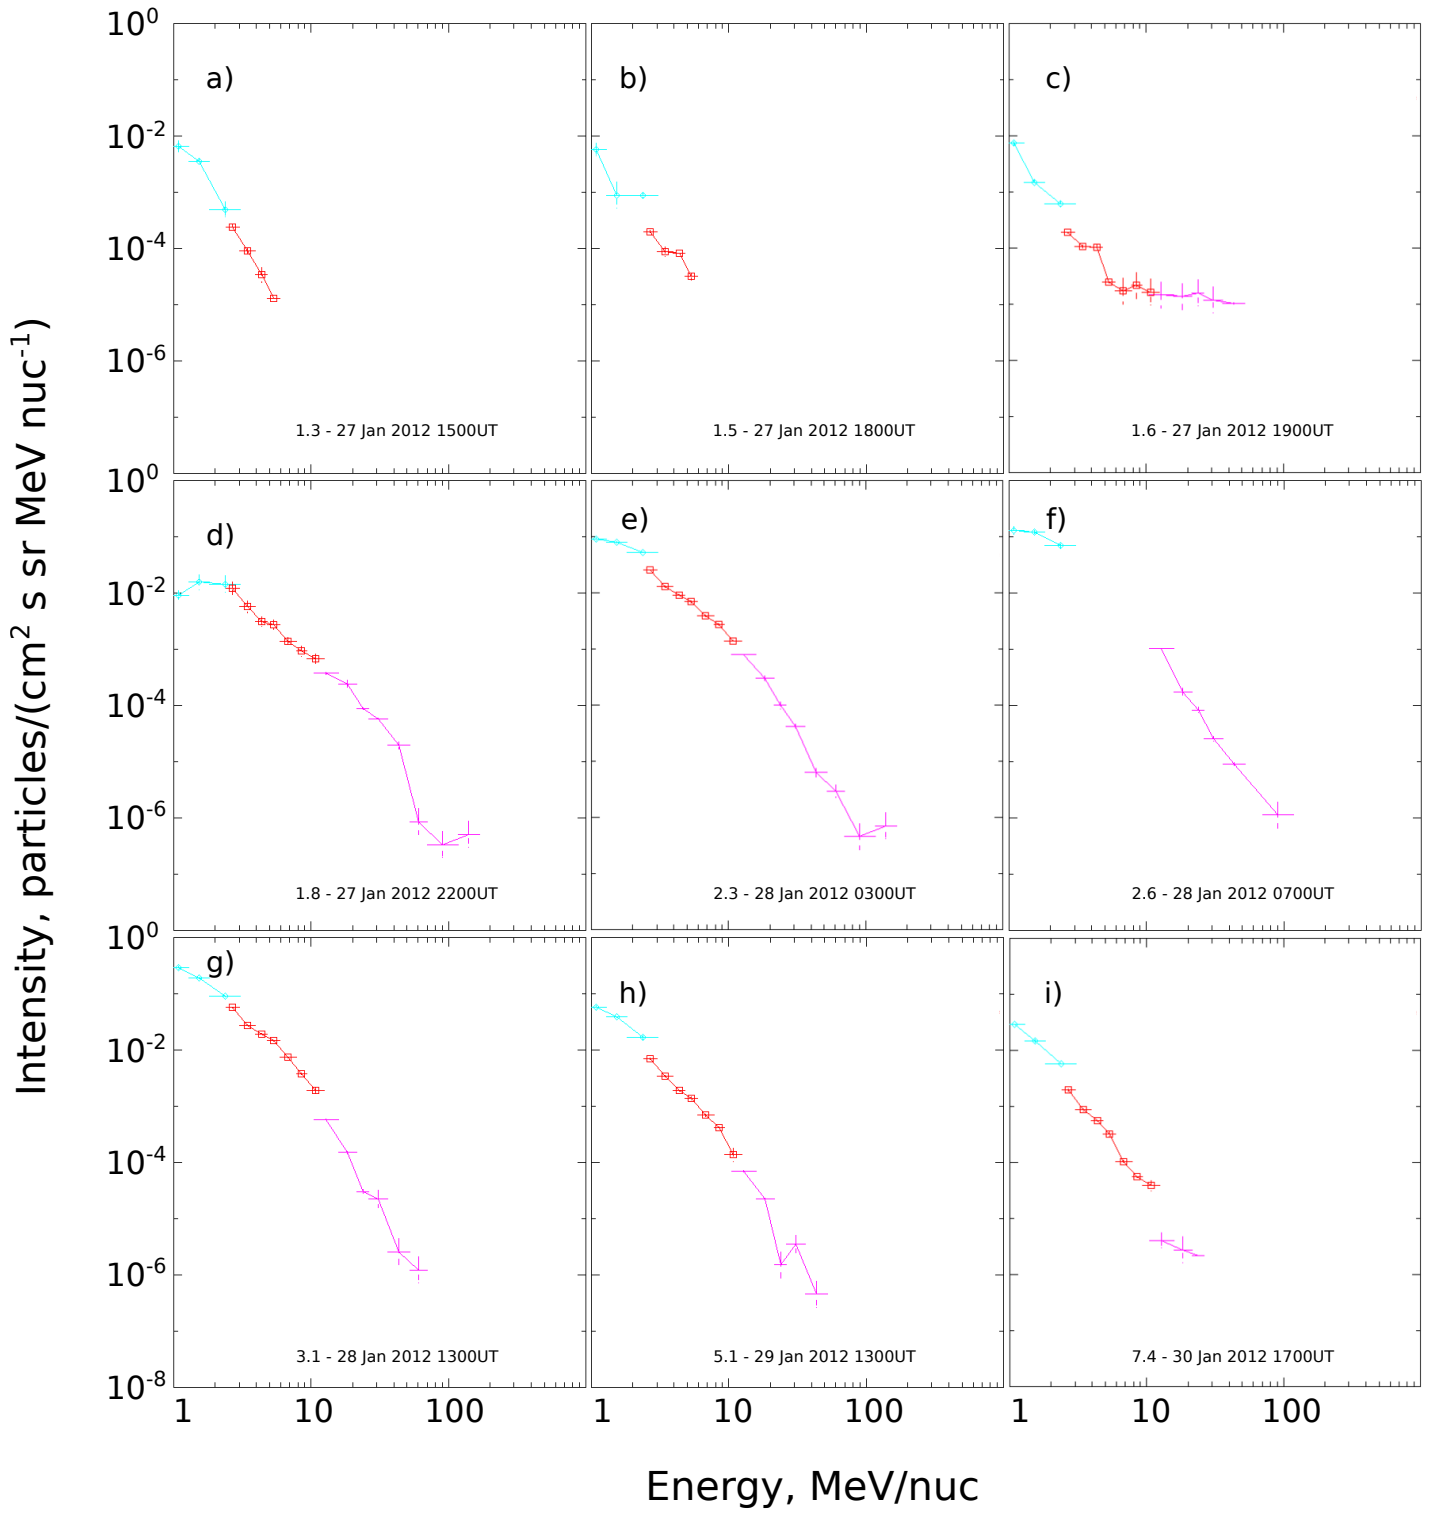 Intensity, particles/(cm² s sr MeV nuc⁻¹)
10⁰
10⁻²
10⁻⁴
10⁻⁶
a)
1.3 - 27 Jan 2012 1500UT
b)
1.5 - 27 Jan 2012 1800UT
c)
1.6 - 27 Jan 2012 1900UT
10⁰
10⁻²
10⁻⁴
10⁻⁶
d)
1.8 - 27 Jan 2012 2200UT
e)
2.3 - 28 Jan 2012 0300UT
f)
2.6 - 28 Jan 2012 0700UT
10⁰
10⁻²
10⁻⁴
10⁻⁶
10⁻⁸
g)
3.1 - 28 Jan 2012 1300UT
h)
5.1 - 29 Jan 2012 1300UT
i)
7.4 - 30 Jan 2012 1700UT
1 10 100 1 10 100 1 10 100
Energy, MeV/nuc